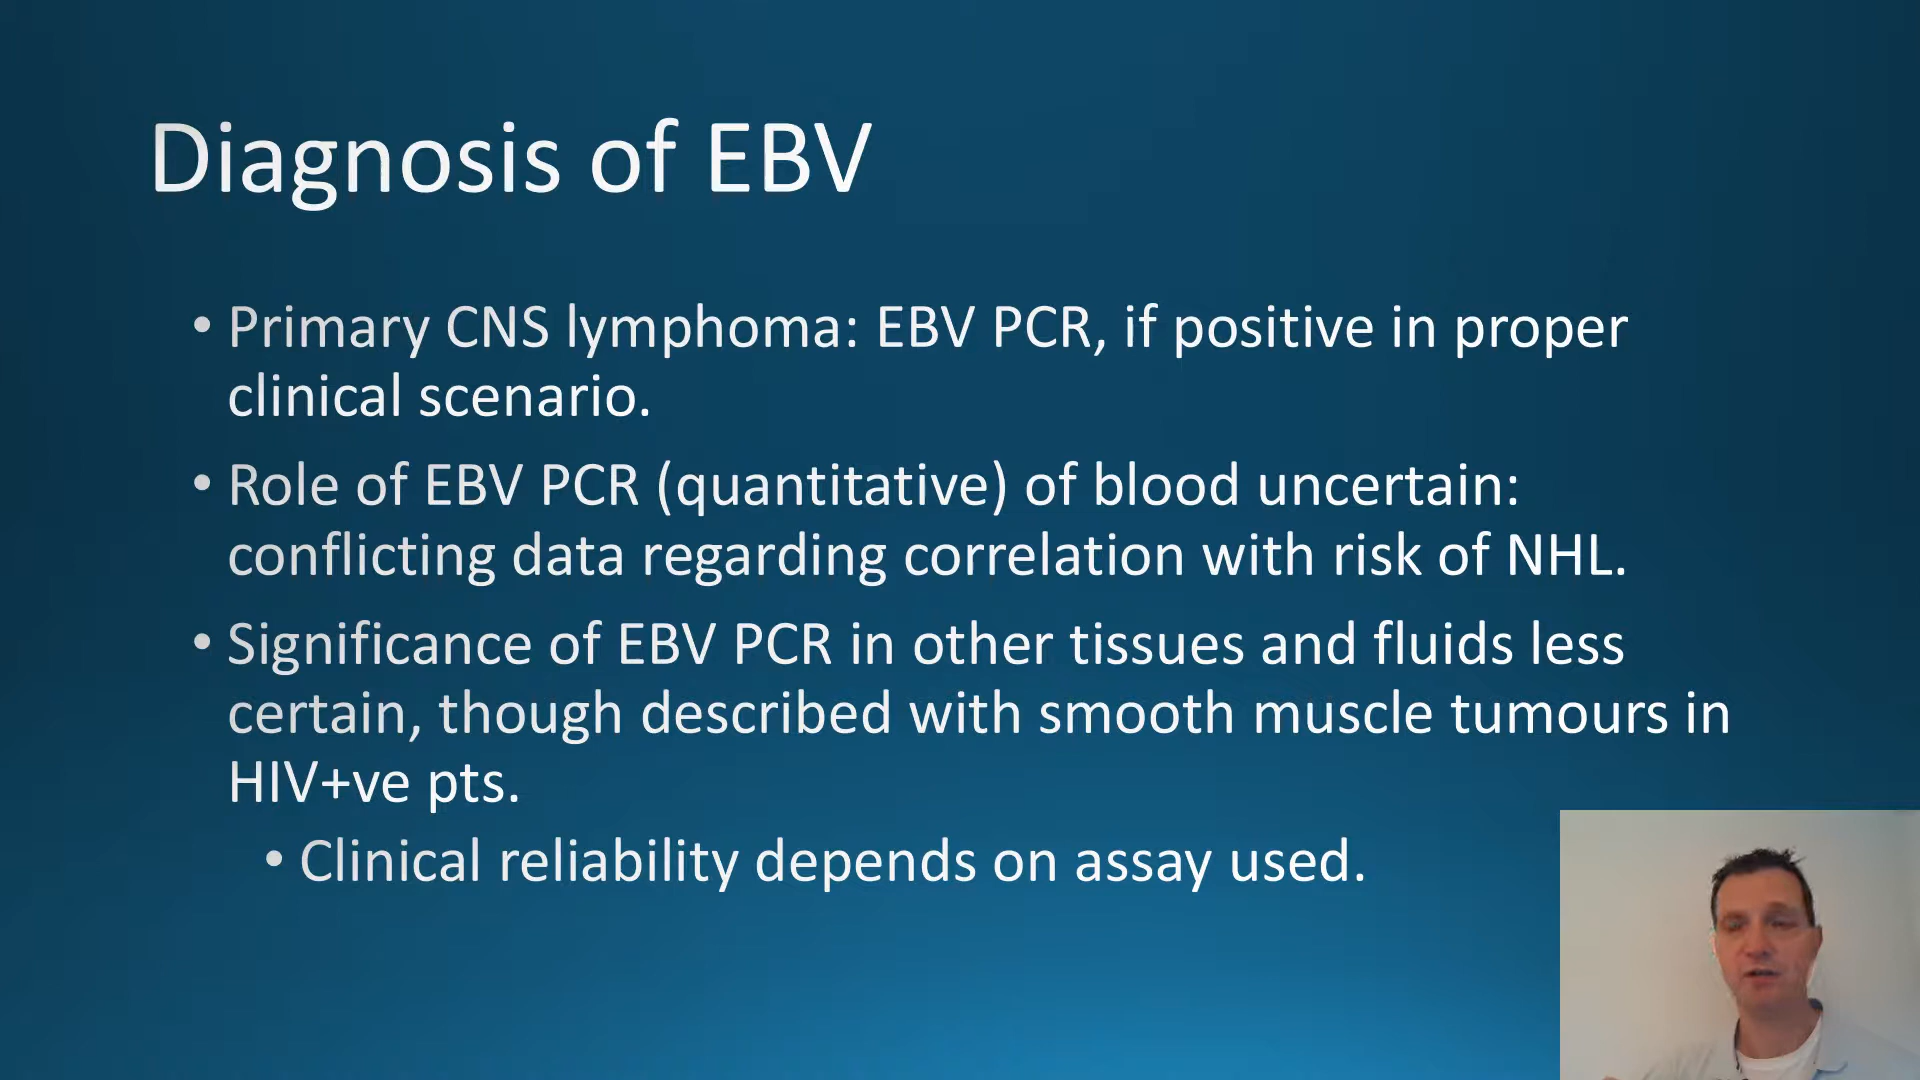 Diagnosis of EBV
• Primary CNS lymphoma: EBV PCR, if positive in proper
clinical scenario.
• Role of EBV PCR (quantitative) of blood uncertain:
conflicting data regarding correlation with risk of NHL.
• Significance of EBV PCR in other tissues and fluids less
certain, though described with smooth muscle tumours in
HIV+ve pts.
• Clinical reliability depends on assay used.